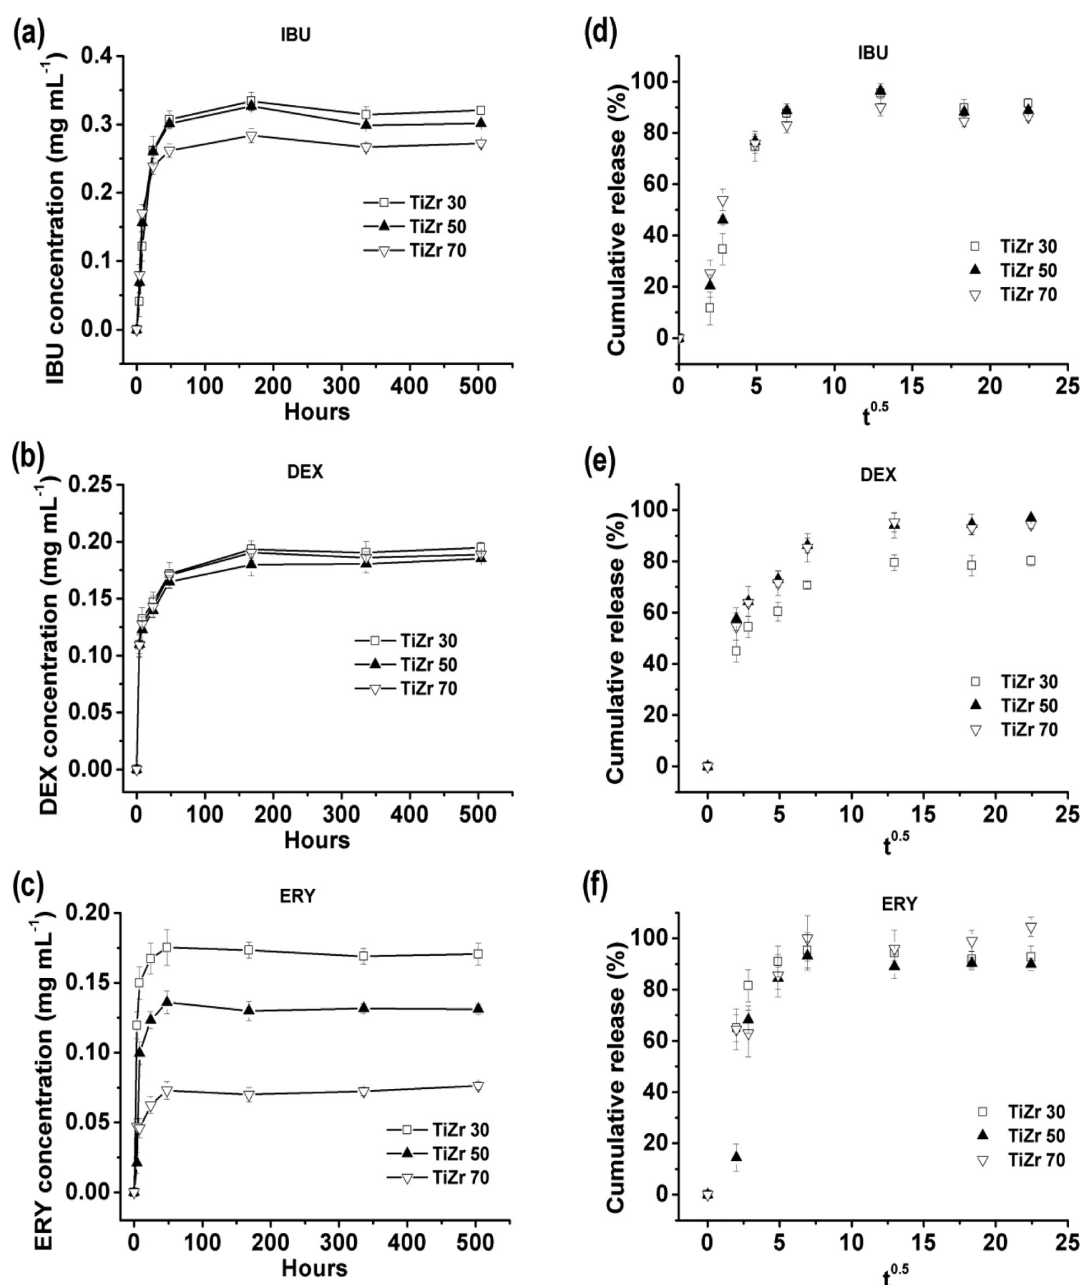 (a)
IBU
IBU concentration (mg mL⁻¹)
0.4
0.3
0.2
0.1
0.0
TiZr 30
TiZr 50
TiZr 70
0 100 200 300 400 500
Hours
(d)
IBU
Cumulative release (%)
100
80
60
40
20
0
TiZr 30
TiZr 50
TiZr 70
0 5 10 15 20 25
t^0.5
(b)
DEX
DEX concentration (mg mL⁻¹)
0.25
0.20
0.15
0.10
0.05
0.00
TiZr 30
TiZr 50
TiZr 70
0 100 200 300 400 500
Hours
(e)
DEX
Cumulative release (%)
100
80
60
40
20
0
TiZr 30
TiZr 50
TiZr 70
0 5 10 15 20 25
t^0.5
(c)
ERY
ERY concentration (mg mL⁻¹)
0.20
0.15
0.10
0.05
0.00
TiZr 30
TiZr 50
TiZr 70
0 100 200 300 400 500
Hours
(f)
ERY
Cumulative release (%)
100
80
60
40
20
0
TiZr 30
TiZr 50
TiZr 70
0 5 10 15 20 25
t^0.5